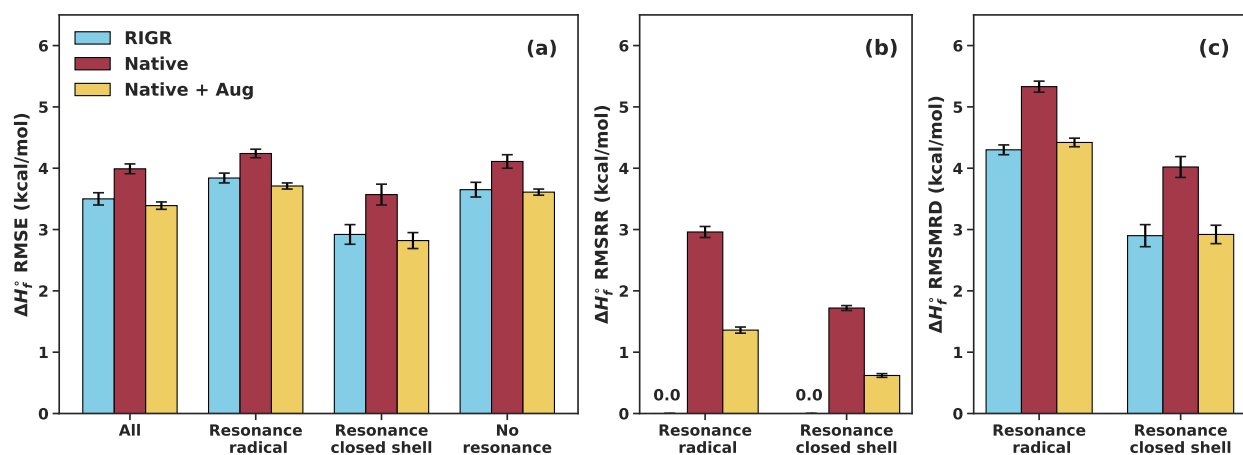 ΔH°f RMSE (kcal/mol)
6
5
4
3
2
1
0
RIGR
Native
Native + Aug
(a)
All
Resonance
radical
Resonance
closed shell
No
resonance
ΔH°f RMSRR (kcal/mol)
6
5
4
3
2
1
0
(b)
0.0
0.0
Resonance
radical
Resonance
closed shell
ΔH°f RMSMRD (kcal/mol)
6
5
4
3
2
1
0
(c)
Resonance
radical
Resonance
closed shell